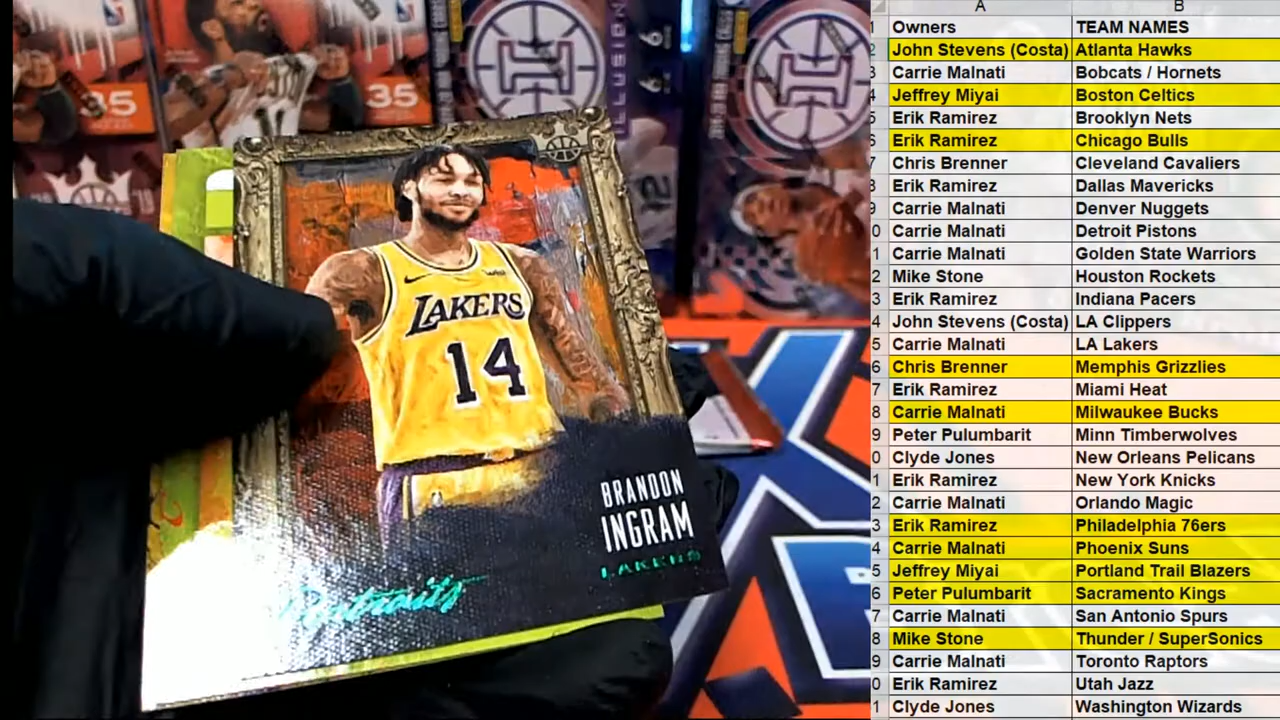 A B
1 Owners TEAM NAMES
2 John Stevens (Costa) Atlanta Hawks
3 Carrie Malnati Bobcats / Hornets
4 Jeffrey Miyai Boston Celtics
5 Erik Ramirez Brooklyn Nets
6 Erik Ramirez Chicago Bulls
7 Chris Brenner Cleveland Cavaliers
8 Erik Ramirez Dallas Mavericks
9 Carrie Malnati Denver Nuggets
0 Carrie Malnati Detroit Pistons
1 Carrie Malnati Golden State Warriors
2 Mike Stone Houston Rockets
3 Erik Ramirez Indiana Pacers
4 John Stevens (Costa) LA Clippers
5 Carrie Malnati LA Lakers
6 Chris Brenner Memphis Grizzlies
7 Erik Ramirez Miami Heat
8 Carrie Malnati Milwaukee Bucks
9 Peter Pulumbarit Minn Timberwolves
0 Clyde Jones New Orleans Pelicans
1 Erik Ramirez New York Knicks
2 Carrie Malnati Orlando Magic
3 Erik Ramirez Philadelphia 76ers
4 Carrie Malnati Phoenix Suns
5 Jeffrey Miyai Portland Trail Blazers
6 Peter Pulumbarit Sacramento Kings
7 Carrie Malnati San Antonio Spurs
8 Mike Stone Thunder / SuperSonics
9 Carrie Malnati Toronto Raptors
0 Erik Ramirez Utah Jazz
1 Clyde Jones Washington Wizards
35
35
ILLUSIONS
6
6
LAKERS
14
BRANDON
INGRAM
LAKERS
Portraits